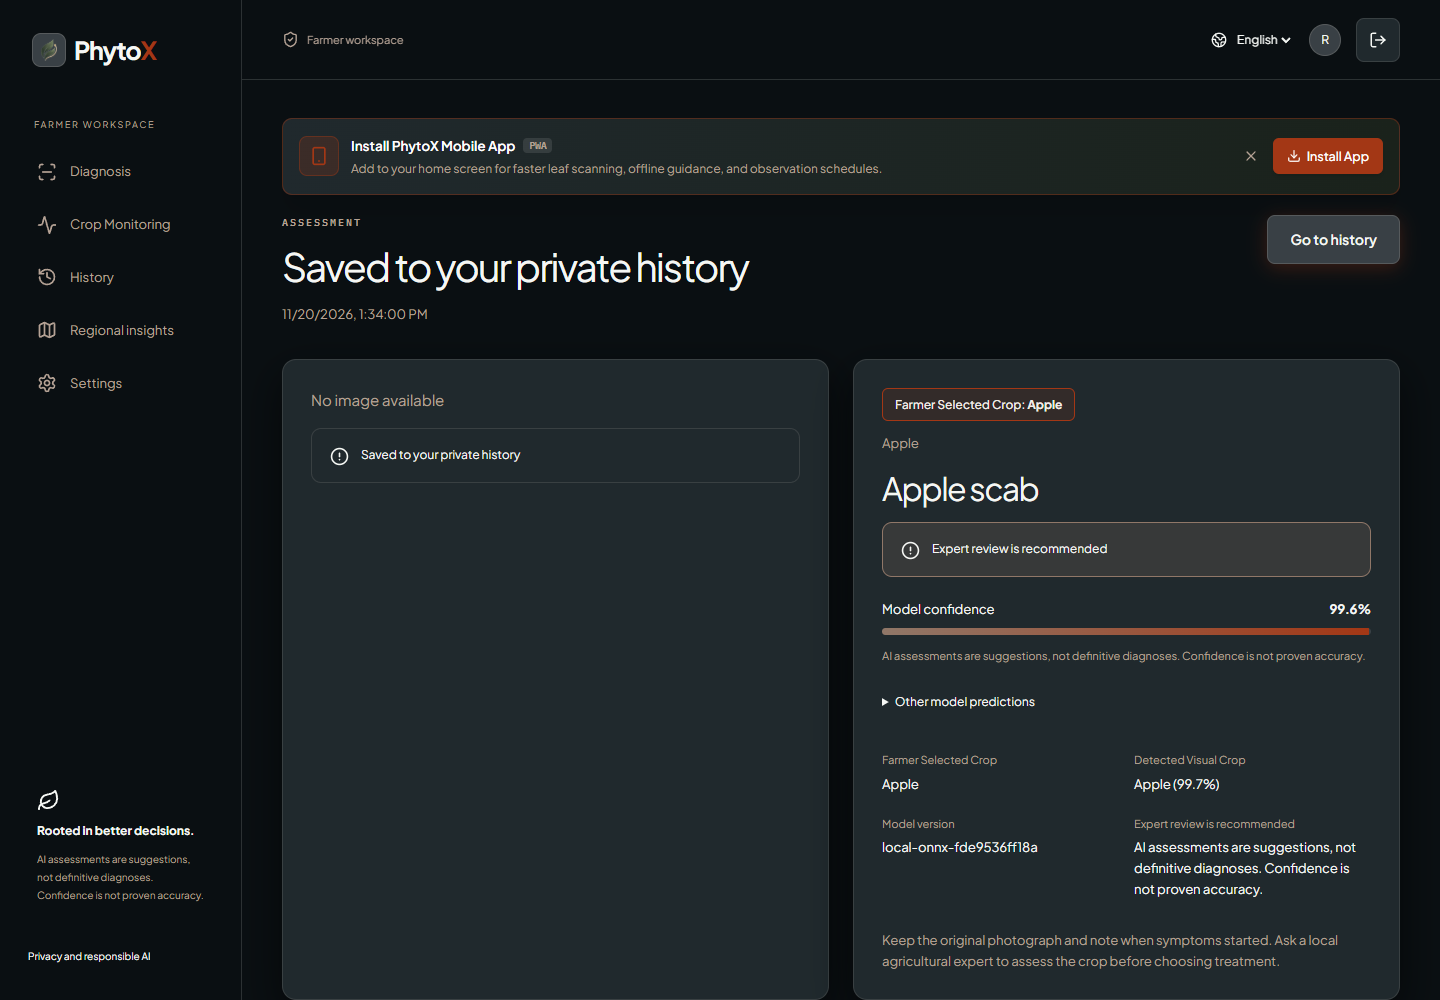 PhytoX
FARMER WORKSPACE
Diagnosis
Crop Monitoring
History
Regional insights
Settings
Rooted in better decisions.
AI assessments are suggestions,
not definitive diagnoses.
Confidence is not proven accuracy.
Privacy and responsible AI
Farmer workspace
English
R
Install PhytoX Mobile App PWA
Add to your home screen for faster leaf scanning, offline guidance, and observation schedules.
Install App
ASSESSMENT
Saved to your private history
11/20/2026, 1:34:00 PM
Go to history
No image available
Saved to your private history
Farmer Selected Crop: Apple
Apple
Apple scab
Expert review is recommended
Model confidence 99.6%
AI assessments are suggestions, not definitive diagnoses. Confidence is not proven accuracy.
Other model predictions
Farmer Selected Crop
Apple
Detected Visual Crop
Apple (99.7%)
Model version
local-onnx-fde9536ff18a
Expert review is recommended
AI assessments are suggestions, not
definitive diagnoses. Confidence is
not proven accuracy.
Keep the original photograph and note when symptoms started. Ask a local
agricultural expert to assess the crop before choosing treatment.